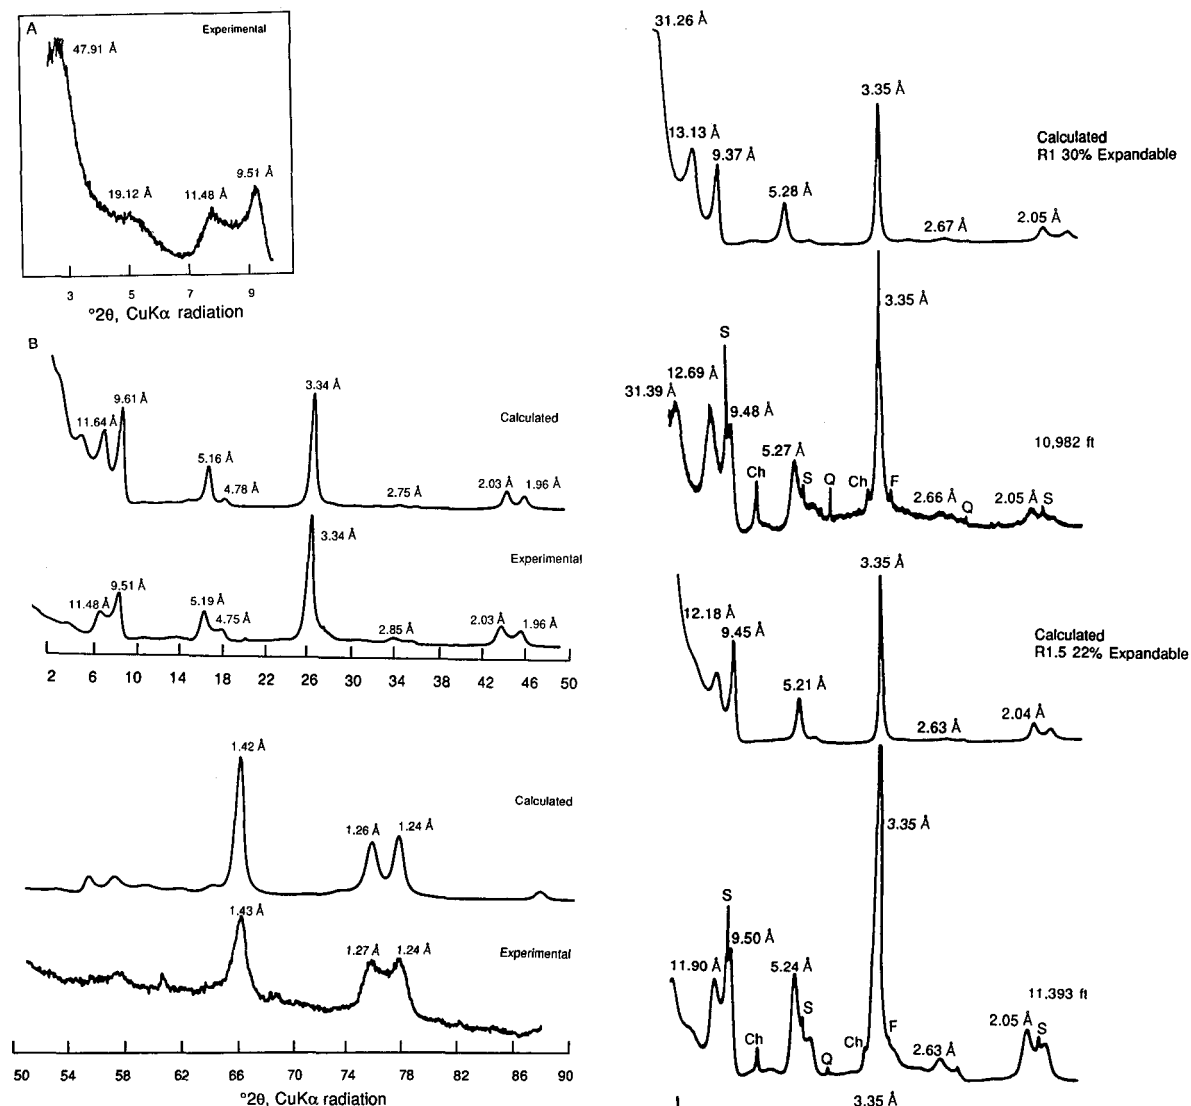 A
Experimental
47.91 Å
19.12 Å
11.48 Å
9.51 Å
3 5 7 9
°2θ, CuKα radiation
B
11.64 Å
9.61 Å
5.16 Å
4.78 Å
3.34 Å
2.75 Å
2.03 Å
1.96 Å
Calculated
11.48 Å
9.51 Å
5.19 Å
4.75 Å
3.34 Å
2.85 Å
2.03 Å
1.96 Å
Experimental
2 6 10 14 18 22 26 30 34 38 42 46 50
1.42 Å
1.26 Å
1.24 Å
Calculated
1.43 Å
1.27 Å
1.24 Å
Experimental
50 54 58 62 66 70 74 78 82 86 90
°2θ, CuKα radiation
31.26 Å
13.13 Å
9.37 Å
5.28 Å
3.35 Å
2.67 Å
2.05 Å
Calculated
R1 30% Expandable
31.39 Å
12.69 Å
S
9.48 Å
Ch
5.27 Å
S
Q
Ch
3.35 Å
F
2.66 Å
Q
2.05 Å
S
10,982 ft
12.18 Å
9.45 Å
5.21 Å
3.35 Å
2.63 Å
2.04 Å
Calculated
R1.5 22% Expandable
11.90 Å
S
9.50 Å
Ch
5.24 Å
S
Q
Ch
3.35 Å
F
2.63 Å
2.05 Å
S
11.393 ft
3.35 Å